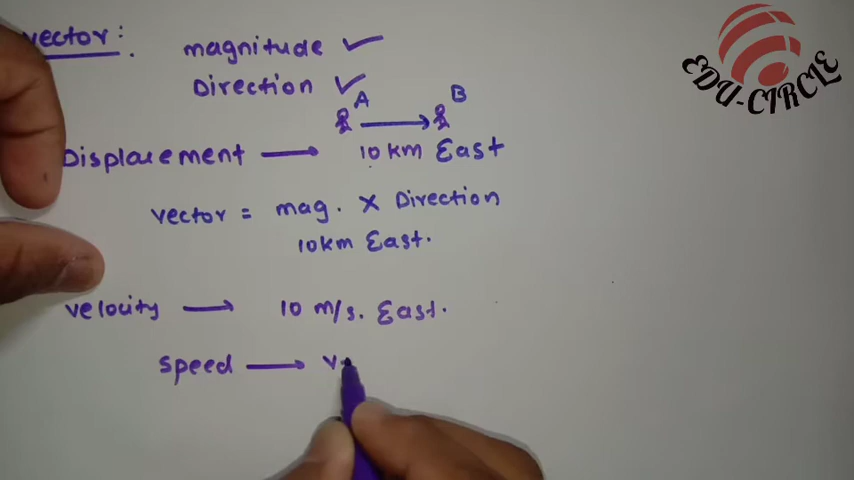 vector:
magnitude ✓
Direction ✓
A B
Displacement → 10 km East
vector = mag. x Direction
10km East.
velocity → 10 m/s. East.
speed → v
EDU-CIRCLE